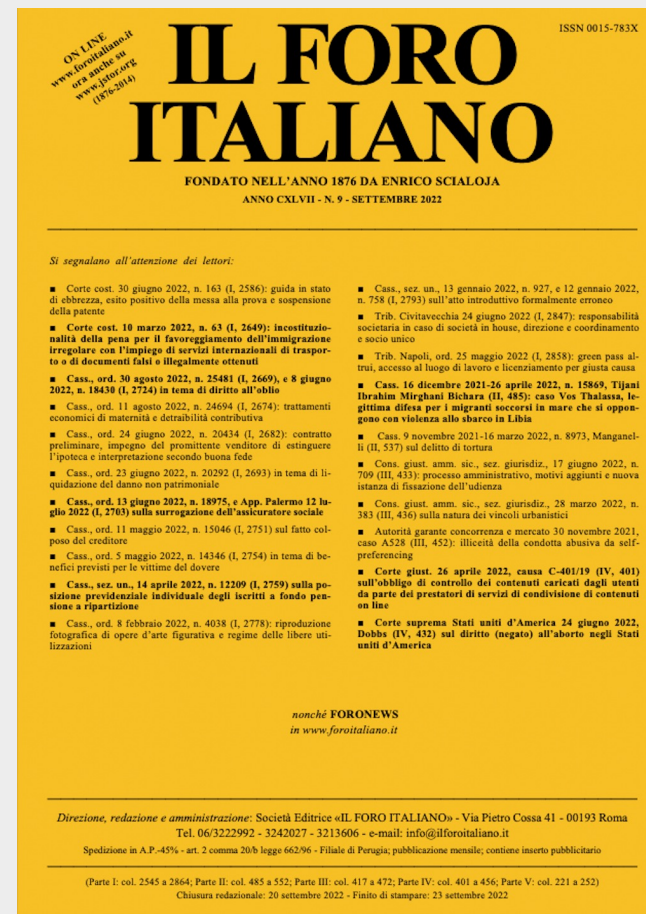 ON LINE
www.foroitaliano.it
ora anche su
www.jstor.org
(1876-2014)
ISSN 0015-783X
IL FORO
ITALIANO
FONDATO NELL'ANNO 1876 DA ENRICO SCIALOJA
ANNO CXLVII - N. 9 - SETTEMBRE 2022
Si segnalano all'attenzione dei lettori:
■ Corte cost. 30 giugno 2022, n. 163 (I, 2586): guida in stato
di ebbrezza, esito positivo della messa alla prova e sospensione
della patente
■ Corte cost. 10 marzo 2022, n. 63 (I, 2649): incostituzio-
nalità della pena per il favoreggiamento dell'immigrazione
irregolare con l'impiego di servizi internazionali di traspor-
to o di documenti falsi o illegalmente ottenuti
■ Cass., ord. 30 agosto 2022, n. 25481 (I, 2669), e 8 giugno
2022, n. 18430 (I, 2724) in tema di diritto all'oblio
■ Cass., ord. 11 agosto 2022, n. 24694 (I, 2674): trattamenti
economici di maternità e detraibilità contributiva
■ Cass., ord. 24 giugno 2022, n. 20434 (I, 2682): contratto
preliminare, impegno del promittente venditore di estinguere
l'ipoteca e interpretazione secondo buona fede
■ Cass., ord. 23 giugno 2022, n. 20292 (I, 2693) in tema di li-
quidazione del danno non patrimoniale
■ Cass., ord. 13 giugno 2022, n. 18975, e App. Palermo 12 lu-
glio 2022 (I, 2703) sulla surrogazione dell'assicuratore sociale
■ Cass., ord. 11 maggio 2022, n. 15046 (I, 2751) sul fatto col-
poso del creditore
■ Cass., ord. 5 maggio 2022, n. 14346 (I, 2754) in tema di be-
nefici previsti per le vittime del dovere
■ Cass., sez. un., 14 aprile 2022, n. 12209 (I, 2759) sulla po-
sizione previdenziale individuale degli iscritti a fondo pen-
sione a ripartizione
■ Cass., ord. 8 febbraio 2022, n. 4038 (I, 2778): riproduzione
fotografica di opere d'arte figurativa e regime delle libere uti-
lizzazioni
■ Cass., sez. un., 13 gennaio 2022, n. 927, e 12 gennaio 2022,
n. 758 (I, 2793) sull'atto introduttivo formalmente erroneo
■ Trib. Civitavecchia 24 giugno 2022 (I, 2847): responsabilità
societaria in caso di società in house, direzione e coordinamento
e socio unico
■ Trib. Napoli, ord. 25 maggio 2022 (I, 2858): green pass al-
trui, accesso al luogo di lavoro e licenziamento per giusta causa
■ Cass. 16 dicembre 2021-26 aprile 2022, n. 15869, Tijani
Ibrahim Mirghani Bichara (II, 485): caso Vos Thalassa, le-
gittima difesa per i migranti soccorsi in mare che si oppon-
gono con violenza allo sbarco in Libia
■ Cass. 9 novembre 2021-16 marzo 2022, n. 8973, Manganel-
li (II, 537) sul delitto di tortura
■ Cons. giust. amm. sic., sez. giurisdiz., 17 giugno 2022, n.
709 (III, 433): processo amministrativo, motivi aggiunti e nuova
istanza di fissazione dell'udienza
■ Cons. giust. amm. sic., sez. giurisdiz., 28 marzo 2022, n.
383 (III, 436) sulla natura dei vincoli urbanistici
■ Autorità garante concorrenza e mercato 30 novembre 2021,
caso A528 (III, 452): illiceità della condotta abusiva da self-
preferencing
■ Corte giust. 26 aprile 2022, causa C-401/19 (IV, 401)
sull'obbligo di controllo dei contenuti caricati dagli utenti
da parte dei prestatori di servizi di condivisione di contenuti
on line
■ Corte suprema Stati uniti d'America 24 giugno 2022,
Dobbs (IV, 432) sul diritto (negato) all'aborto negli Stati
uniti d'America
nonché FORONEWS
in www.foroitaliano.it
Direzione, redazione e amministrazione: Società Editrice «IL FORO ITALIANO» - Via Pietro Cossa 41 - 00193 Roma
Tel. 06/3222992 - 3242027 - 3213606 - e-mail: info@ilforoitaliano.it
Spedizione in A.P.-45% - art. 2 comma 20/b legge 662/96 - Filiale di Perugia; pubblicazione mensile; contiene inserto pubblicitario
(Parte I: col. 2545 a 2864; Parte II: col. 485 a 552; Parte III: col. 417 a 472; Parte IV: col. 401 a 456; Parte V: col. 221 a 252)
Chiusura redazionale: 20 settembre 2022 - Finito di stampare: 23 settembre 2022